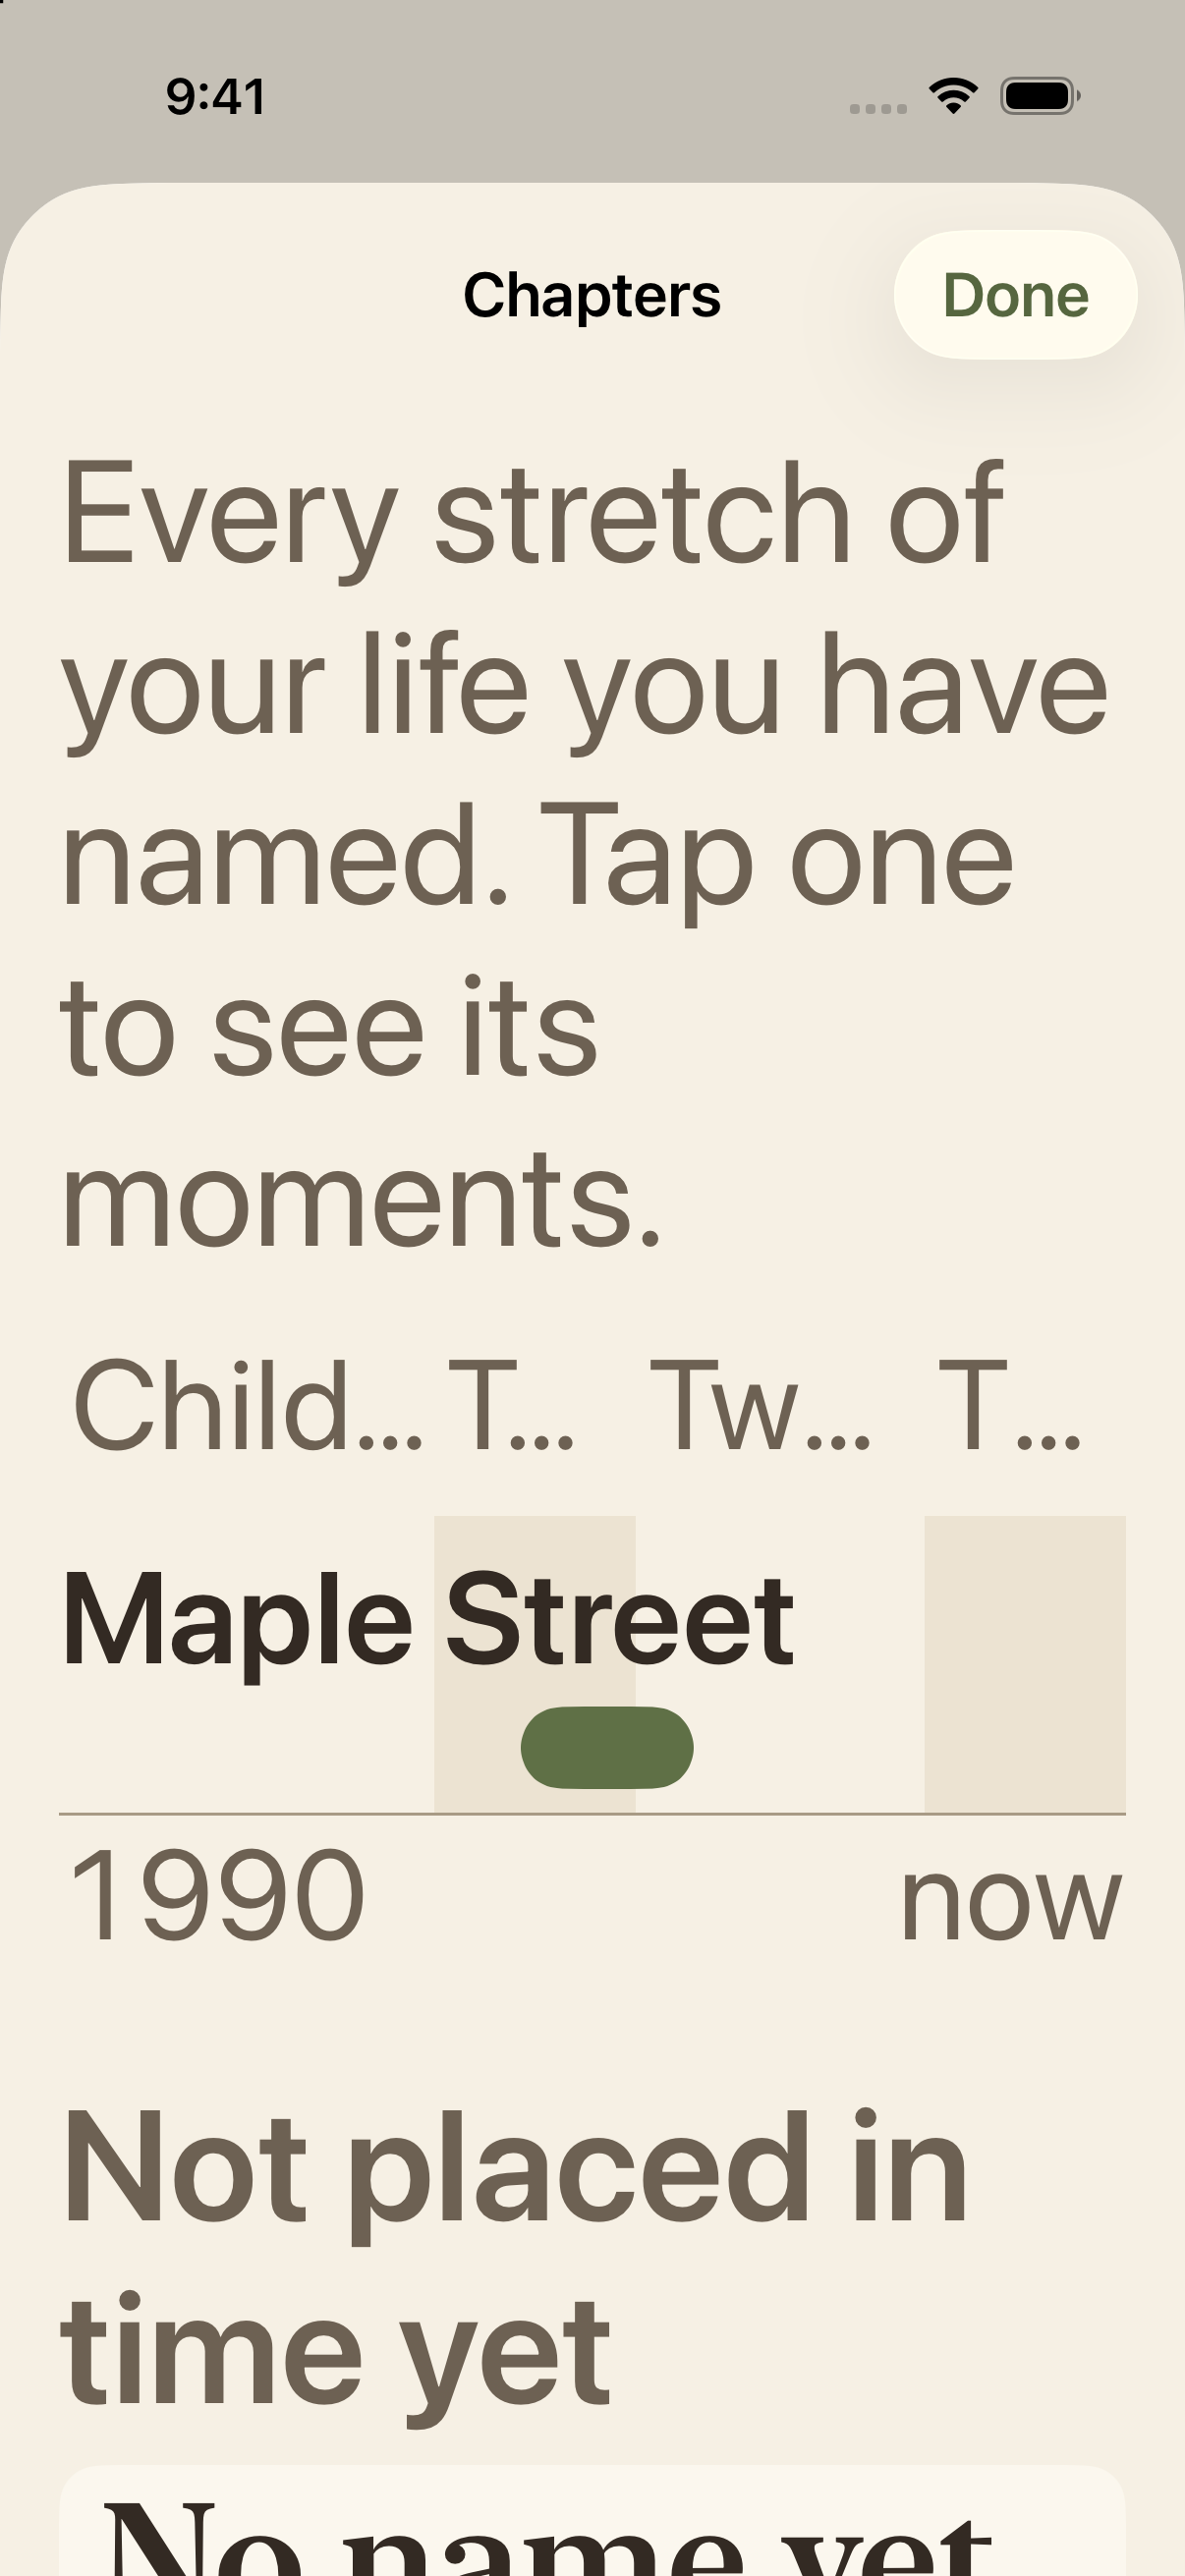 9:41
Chapters
Done
Every stretch of
your life you have
named. Tap one
to see its
moments.
Child... T... Tw... T...
Maple Street
1990 now
Not placed in
time yet
No name yet